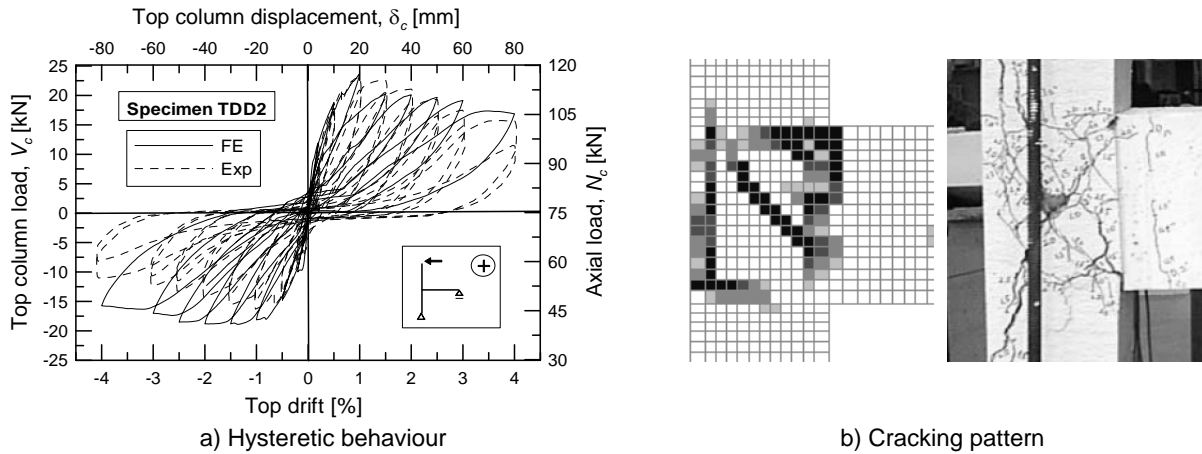 Top column displacement, δc [mm]
-80 -60 -40 -20 0 20 40 60 80
Top column load, Vc [kN]
25
20
15
10
5
0
-5
-10
-15
-20
-25
Specimen TDD2
FE
Exp
120
105
90
75
60
45
30
Axial load, Nc [kN]
+
-4 -3 -2 -1 0 1 2 3 4
Top drift [%]
a) Hysteretic behaviour
b) Cracking pattern